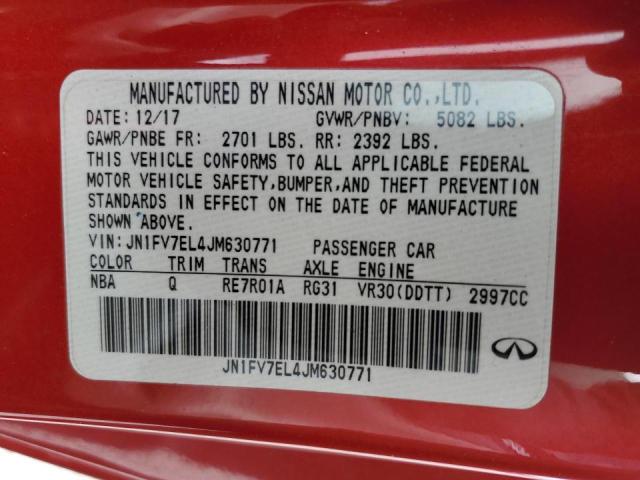 MANUFACTURED BY NISSAN MOTOR CO.,LTD.
DATE: 12/17 GVWR/PNBV: 5082 LBS.
GAWR/PNBE FR: 2701 LBS. RR: 2392 LBS.
THIS VEHICLE CONFORMS TO ALL APPLICABLE FEDERAL
MOTOR VEHICLE SAFETY,BUMPER,AND THEFT PREVENTION
STANDARDS IN EFFECT ON THE DATE OF MANUFACTURE
SHOWN ABOVE.
VIN:JN1FV7EL4JM630771 PASSENGER CAR
COLOR TRIM TRANS AXLE ENGINE
NBA Q RE7R01A RG31 VR30(DDTT) 2997CC
JN1FV7EL4JM630771